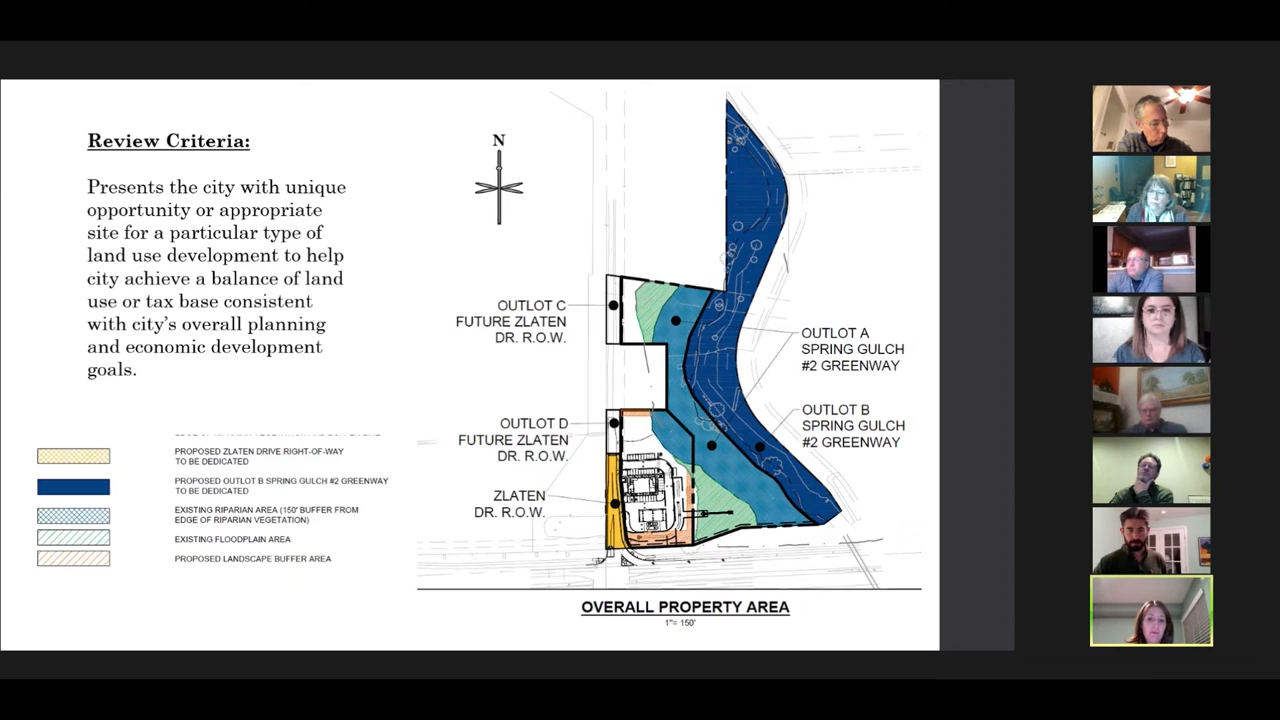 Review Criteria:
Presents the city with unique
opportunity or appropriate
site for a particular type of
land use development to help
city achieve a balance of land
use or tax base consistent
with city’s overall planning
and economic development
goals.
PROPOSED ZLATEN DRIVE RIGHT-OF-WAY
TO BE DEDICATED
PROPOSED OUTLOT B SPRING GULCH #2 GREENWAY
TO BE DEDICATED
EXISTING RIPARIAN AREA (150' BUFFER FROM
EDGE OF RIPARIAN VEGETATION)
EXISTING FLOODPLAIN AREA
PROPOSED LANDSCAPE BUFFER AREA
N
OUTLOT C
FUTURE ZLATEN
DR. R.O.W.
OUTLOT D
FUTURE ZLATEN
DR. R.O.W.
ZLATEN
DR. R.O.W.
OUTLOT A
SPRING GULCH
#2 GREENWAY
OUTLOT B
SPRING GULCH
#2 GREENWAY
OVERALL PROPERTY AREA
1"= 150'